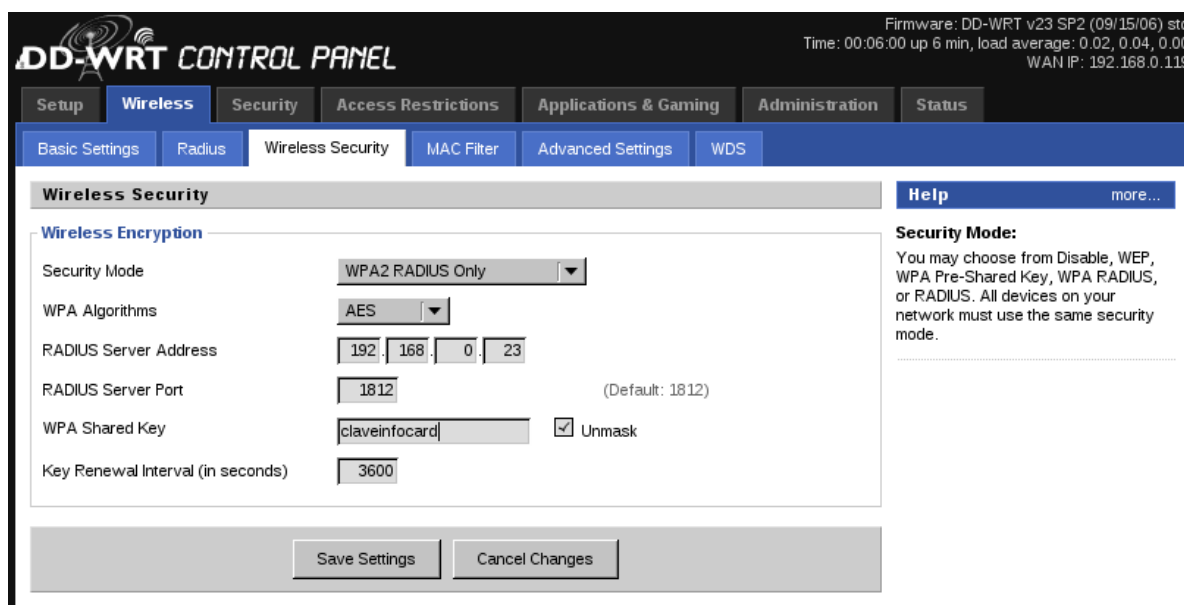 Firmware: DD-WRT v23 SP2 (09/15/06) std
Time: 00:06:00 up 6 min, load average: 0.02, 0.04, 0.00
WAN IP: 192.168.0.119
DD-WRT CONTROL PANEL
Setup Wireless Security Access Restrictions Applications & Gaming Administration Status
Basic Settings Radius Wireless Security MAC Filter Advanced Settings WDS
Wireless Security
Wireless Encryption
Security Mode WPA2 RADIUS Only
WPA Algorithms AES
RADIUS Server Address 192. 168. 0. 23
RADIUS Server Port 1812 (Default: 1812)
WPA Shared Key claveinfocard Unmask
Key Renewal Interval (in seconds) 3600
Save Settings Cancel Changes
Help more...
Security Mode:
You may choose from Disable, WEP,
WPA Pre-Shared Key, WPA RADIUS,
or RADIUS. All devices on your
network must use the same security
mode.